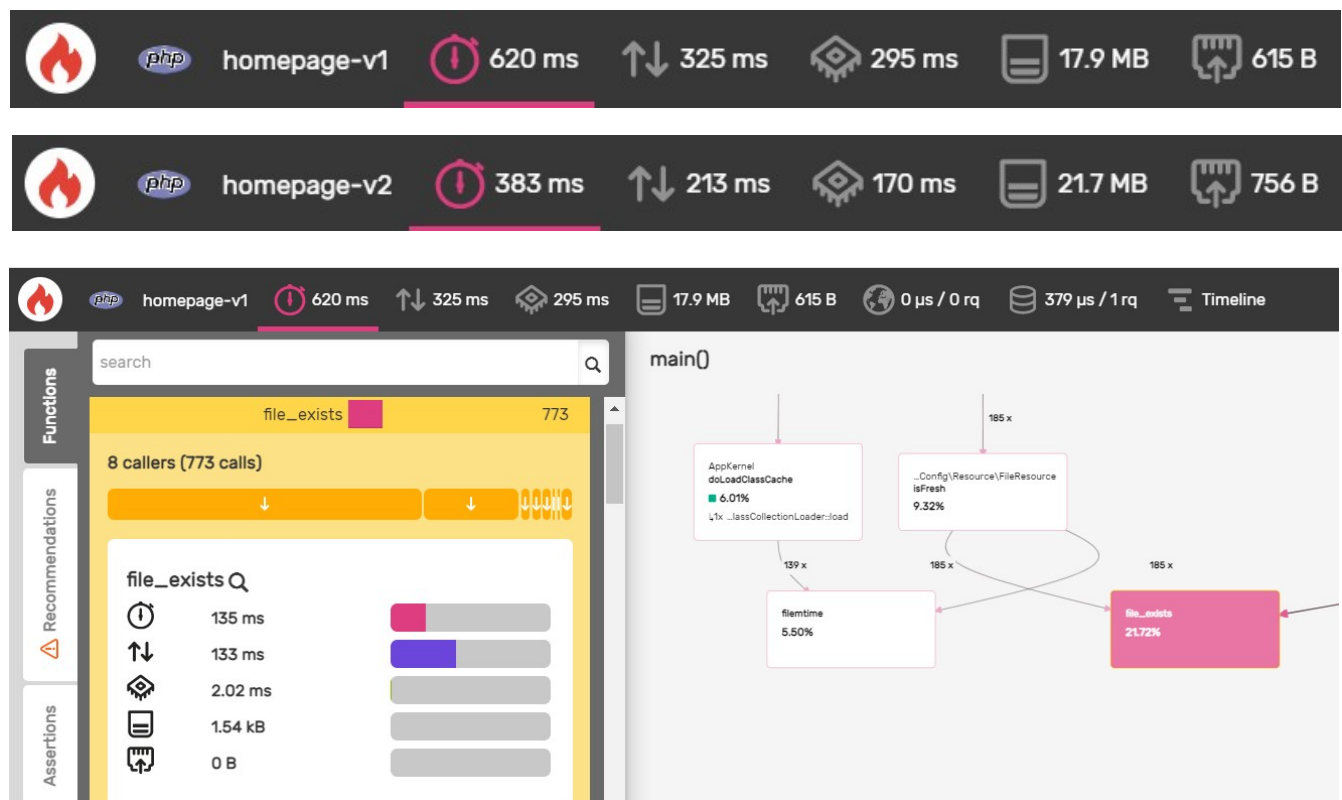 php homepage-v1 620 ms 325 ms 295 ms 17.9 MB 615 B
php homepage-v2 383 ms 213 ms 170 ms 21.7 MB 756 B
php homepage-v1 620 ms 325 ms 295 ms 17.9 MB 615 B 0 µs / 0 rq 379 µs / 1 rq Timeline
Functions
Recommendations
Assertions
search
file_exists 773
8 callers (773 calls)
file_exists
135 ms
133 ms
2.02 ms
1.54 kB
0 B
main()
185 x
AppKernel
doLoadClassCache
6.01%
1x ...lassCollectionLoader::load
...Config\Resource\FileResource
isFresh
9.32%
139 x
185 x
185 x
filemtime
5.50%
file_exists
21.72%